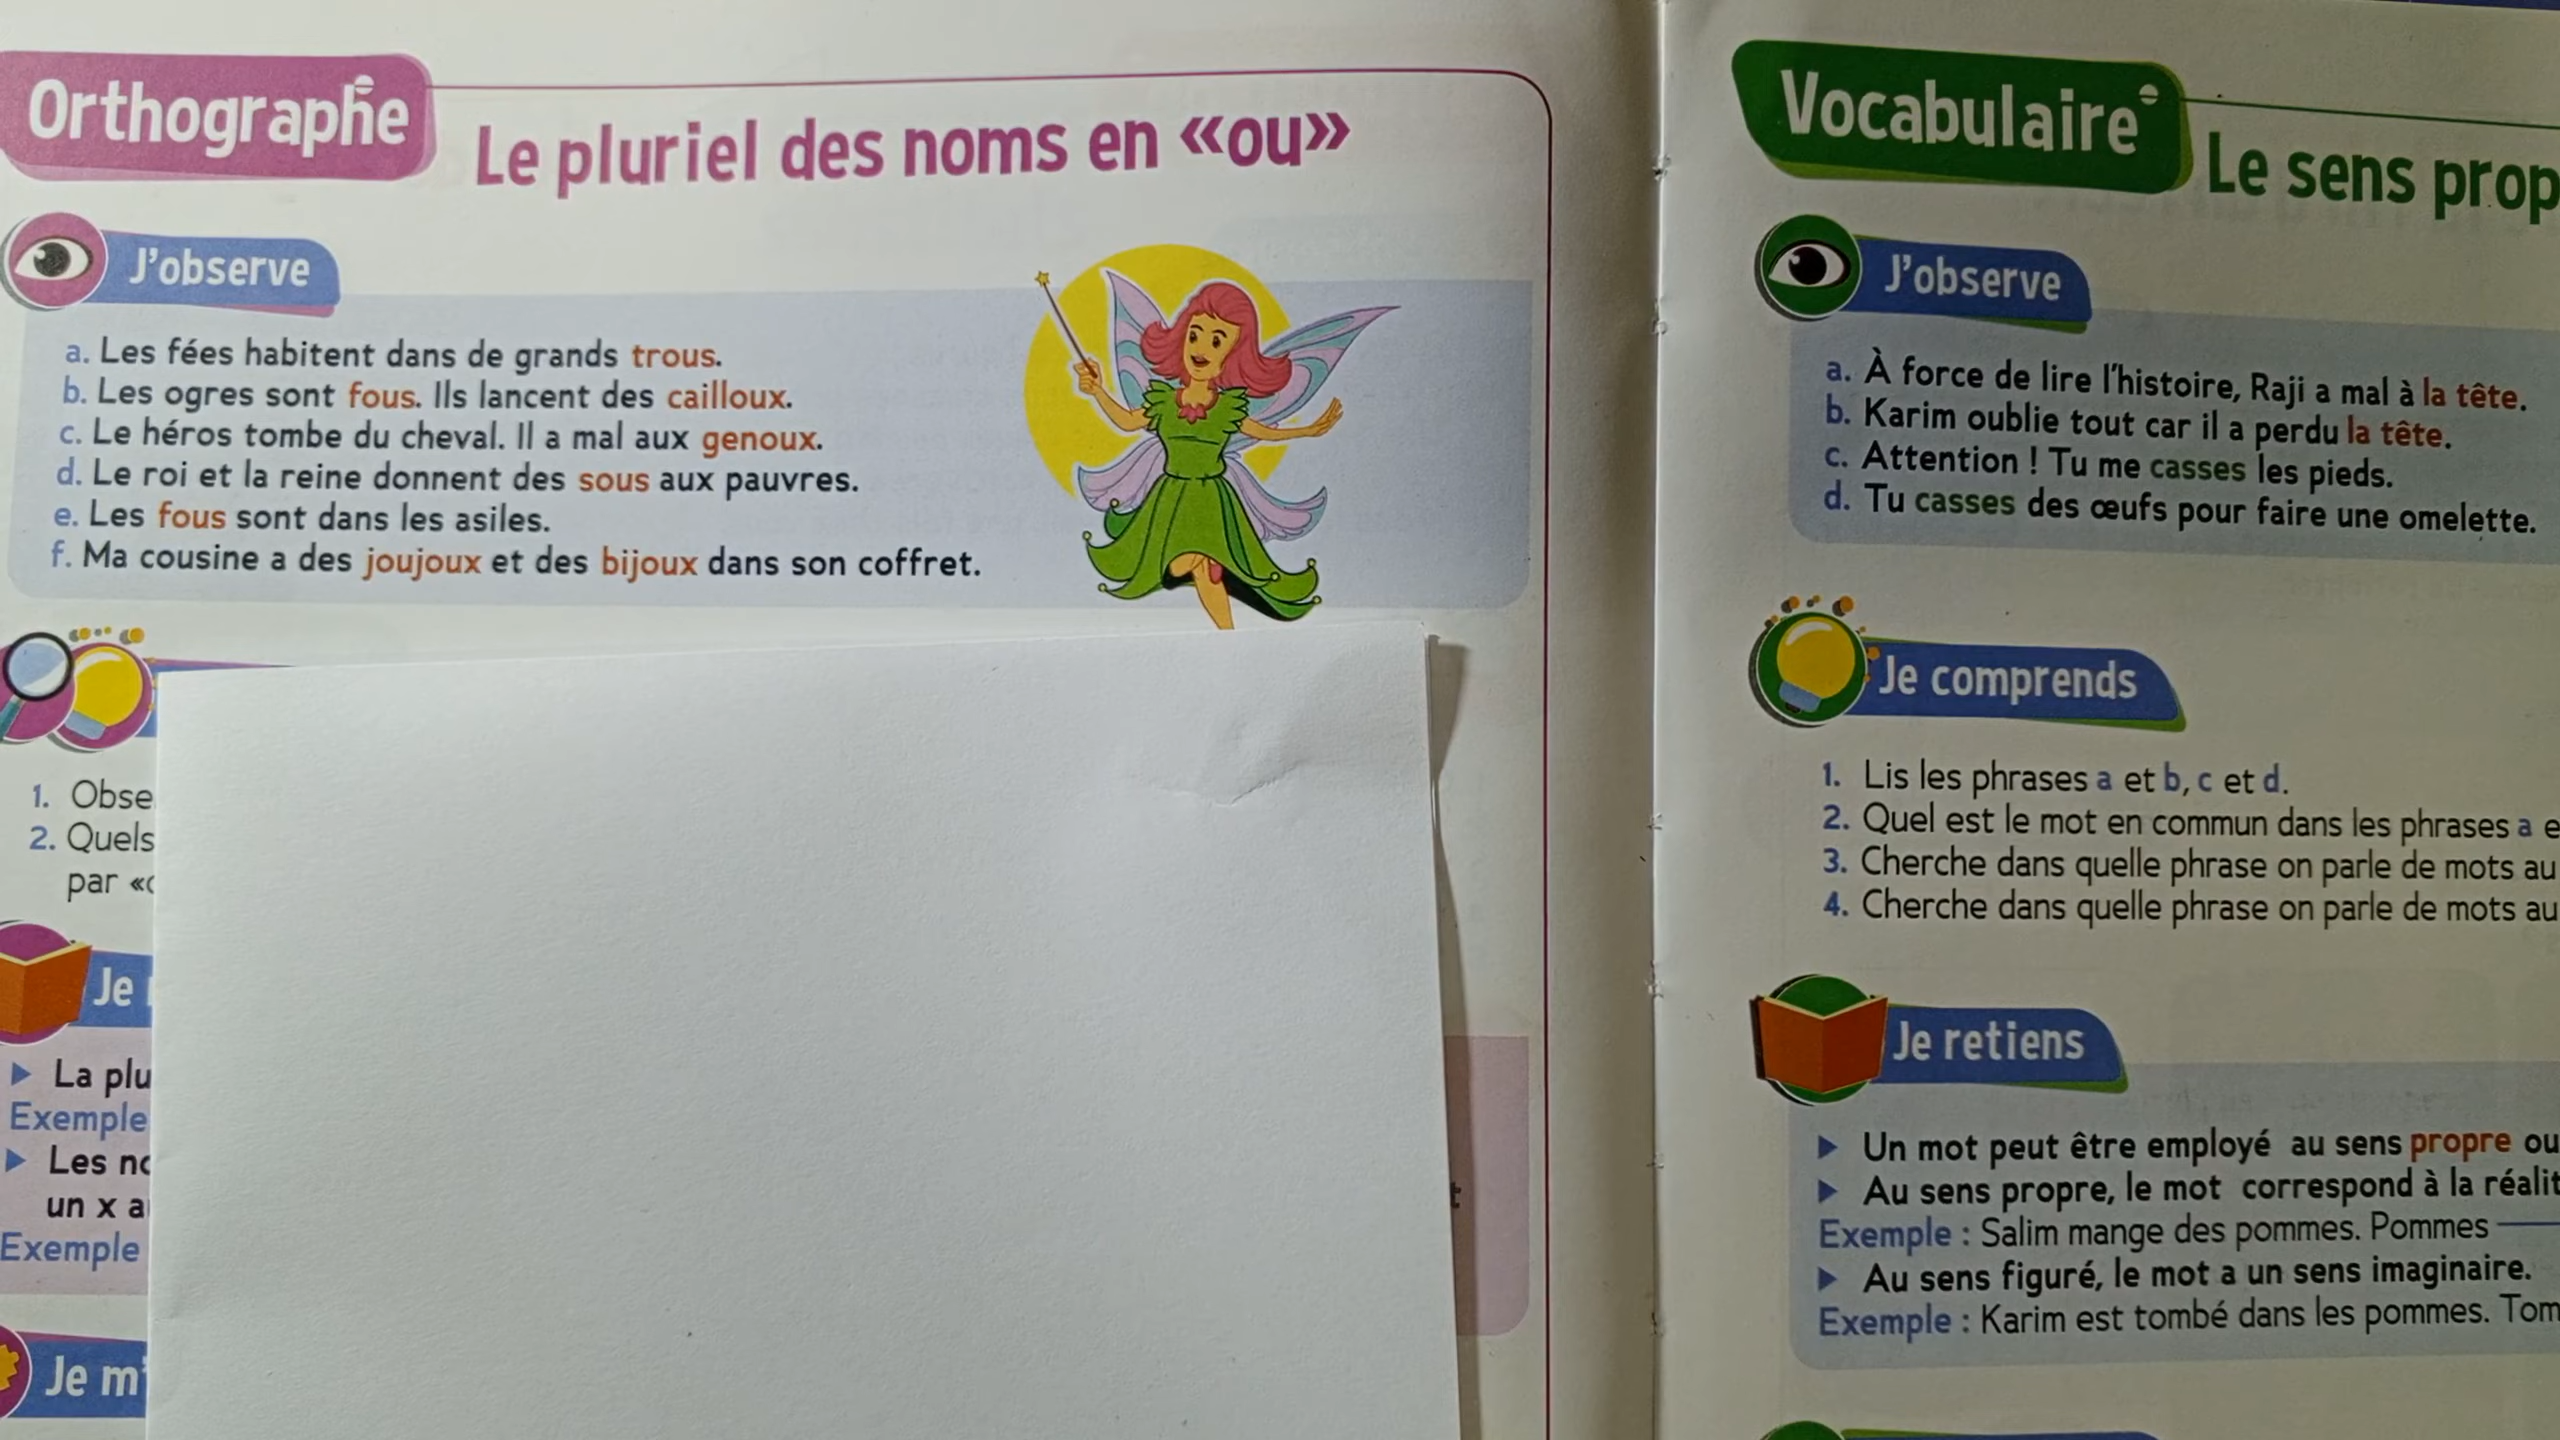 Orthographe
Le pluriel des noms en «ou»
J'observe
a. Les fées habitent dans de grands trous.
b. Les ogres sont fous. Ils lancent des cailloux.
c. Le héros tombe du cheval. Il a mal aux genoux.
d. Le roi et la reine donnent des sous aux pauvres.
e. Les fous sont dans les asiles.
f. Ma cousine a des joujoux et des bijoux dans son coffret.
1. Obse
2. Quels
par «
Je
La plu
Exemple
Les
un x a
Exemple
Je m'
Vocabulaire
Le sens prop
J'observe
a. À force de lire l'histoire, Raji a mal à la tête.
b. Karim oublie tout car il a perdu la tête.
c. Attention ! Tu me casses les pieds.
d. Tu casses des œufs pour faire une omelette.
Je comprends
1. Lis les phrases a et b, c et d.
2. Quel est le mot en commun dans les phrases a e
3. Cherche dans quelle phrase on parle de mots au
4. Cherche dans quelle phrase on parle de mots au
Je retiens
Un mot peut être employé au sens propre ou
Au sens propre, le mot correspond à la réalit
Exemple : Salim mange des pommes. Pommes
Au sens figuré, le mot a un sens imaginaire.
Exemple : Karim est tombé dans les pommes. Tom